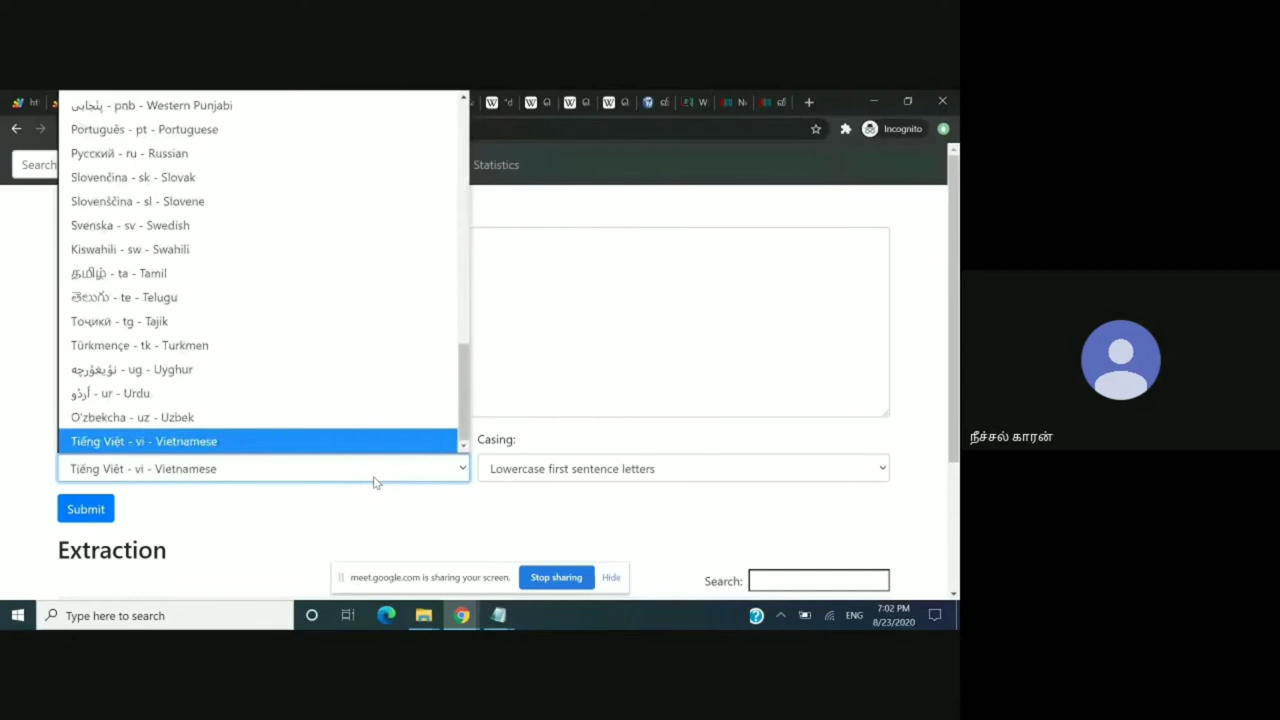 پنٚجابی - pnb - Western Punjabi
Português - pt - Portuguese
Русский - ru - Russian
Incognito
Search
Slovenčina - sk - Slovak
Statistics
Slovenščina - sl - Slovene
Svenska - sv - Swedish
Kiswahili - sw - Swahili
தமிழ் - ta - Tamil
తెలుగు - te - Telugu
Тоҷикӣ - tg - Tajik
Türkmençe - tk - Turkmen
ئۇيغۇرچە - ug - Uyghur
اُردُو - ur - Urdu
O'zbekcha - uz - Uzbek
Tiếng Việt - vi - Vietnamese
Casing:
Tiếng Việt - vi - Vietnamese
Lowercase first sentence letters
Submit
Extraction
meet.google.com is sharing your screen. Stop sharing Hide
Search:
Type here to search
ENG
7:02 PM
8/23/2020
நீச்சல் காரன்